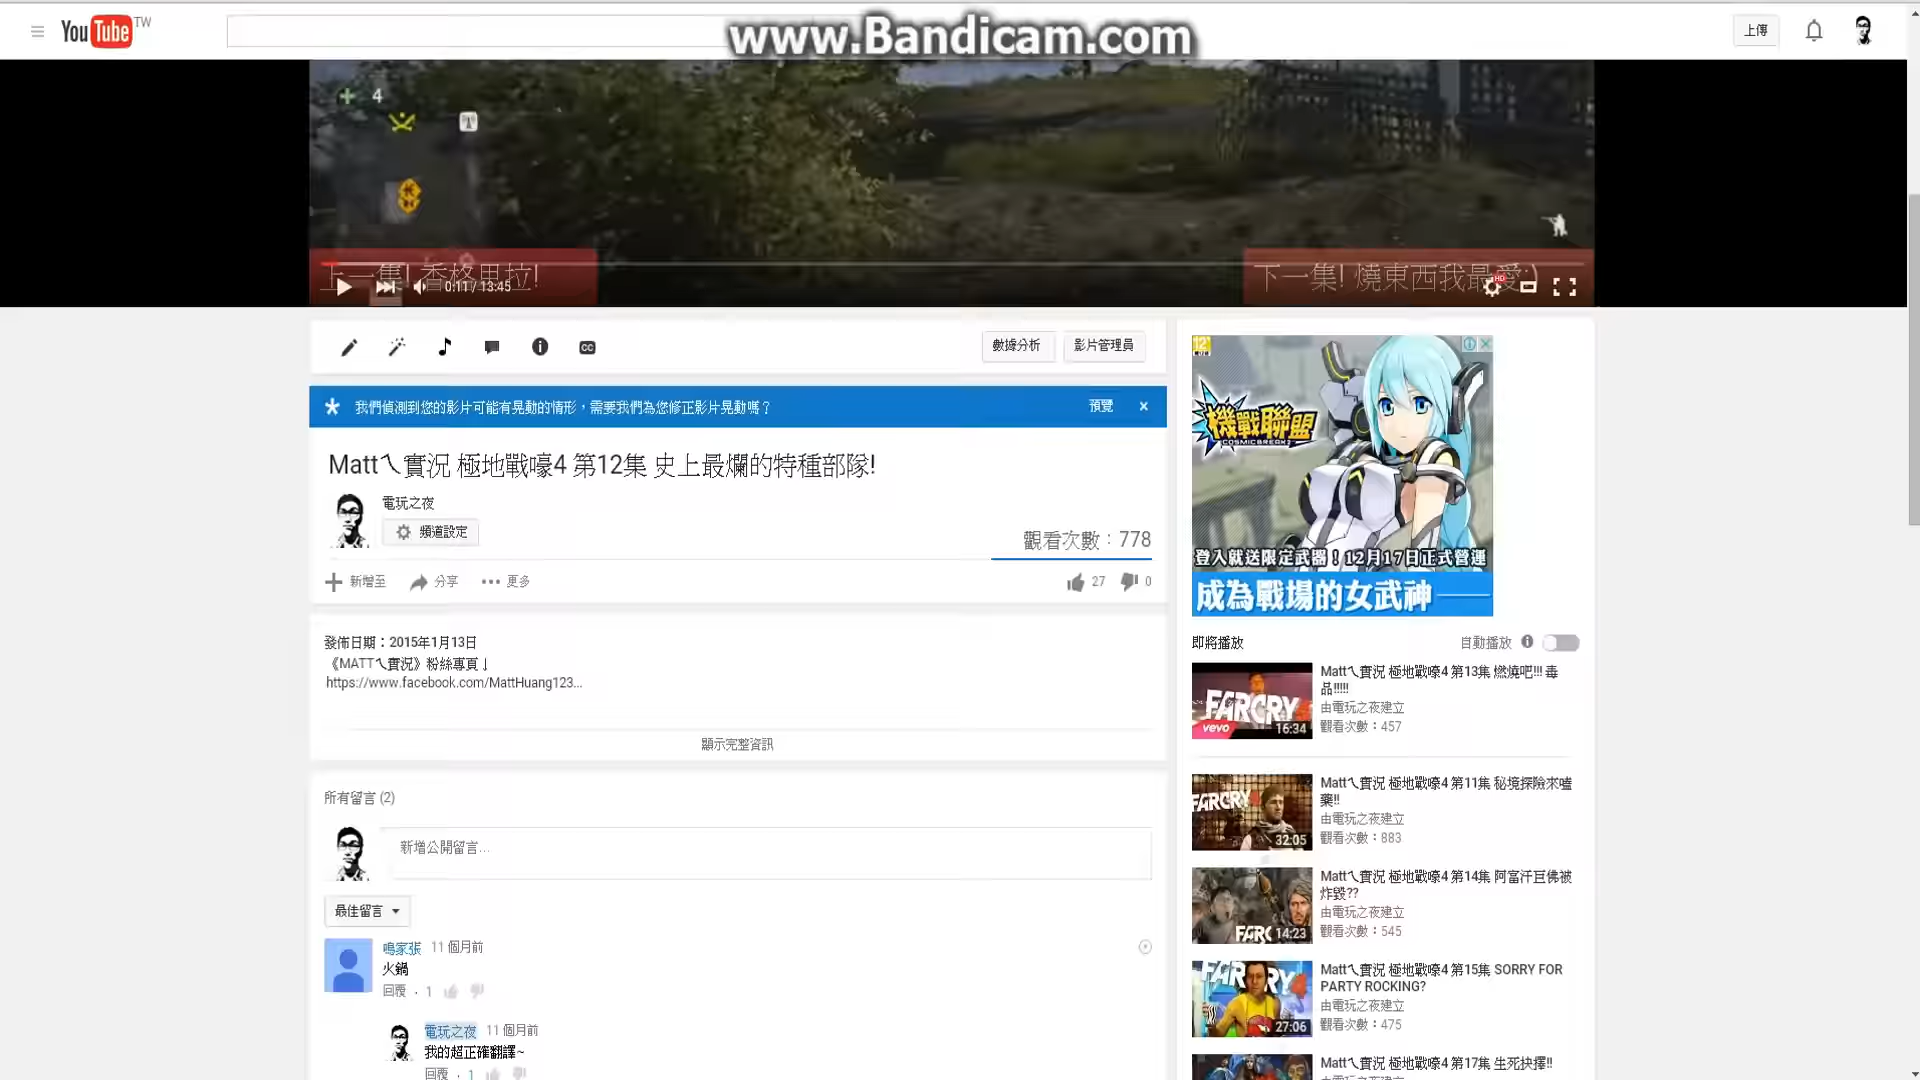 YouTube TW
www.Bandicam.com
上傳
4
上一集! 香格里拉!
下一集! 燒東西我最愛:)
0:11 / 13:45
HD
數據分析
影片管理員
我們偵測到您的影片可能有晃動的情形，需要我們為您修正影片晃動嗎？
預覽
Matt乀實況 極地戰嚎4 第12集 史上最爛的特種部隊!
電玩之夜
頻道設定
觀看次數：778
新增至
分享
更多
27
0
發佈日期：2015年1月13日
《MATT乀實況》粉絲專頁↓
https://www.facebook.com/MattHuang123...
顯示完整資訊
所有留言 (2)
新增公開留言...
最佳留言
鳴家張 11 個月前
火鍋
回覆 · 1
電玩之夜 11 個月前
我的超正確翻譯~
回覆 · 1
機戰聯盟
COSMIC BREAK2
登入就送限定武器！12月17日正式營運
成為戰場的女武神
即將播放
自動播放
FARCRY
vevo
16:34
Matt乀實況 極地戰嚎4 第13集 燃燒吧!!! 毒
品!!!!!
由電玩之夜建立
觀看次數：457
FARCRY
32:05
Matt乀實況 極地戰嚎4 第11集 秘境探險來嗑
藥!!
由電玩之夜建立
觀看次數：883
FARC
14:23
Matt乀實況 極地戰嚎4 第14集 阿富汗巨佛被
炸毀??
由電玩之夜建立
觀看次數：545
FARCRY 4
27:06
Matt乀實況 極地戰嚎4 第15集 SORRY FOR
PARTY ROCKING?
由電玩之夜建立
觀看次數：475
Matt乀實況 極地戰嚎4 第17集 生死抉擇!!